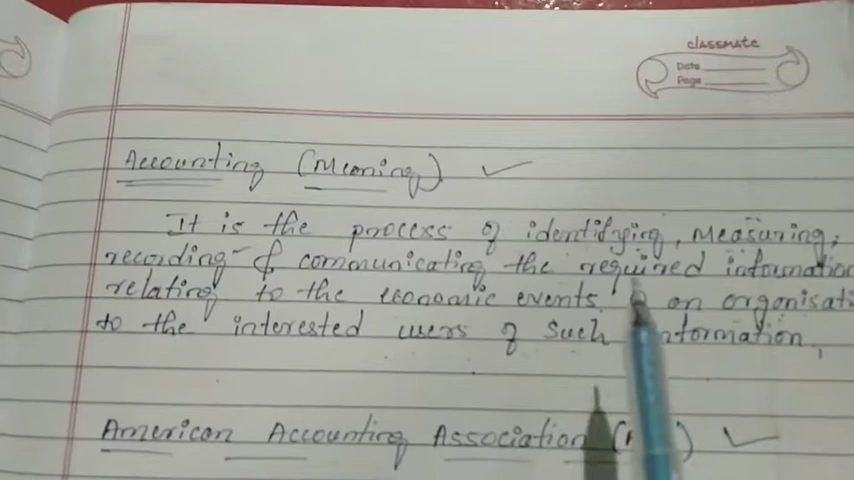 classmate
Date
Page
Accounting (Meaning)
It is the process of identifying, measuring,
recording & communicating the required information
relating to the economic events of an organisati
to the interested users of such information,
American Accounting Association